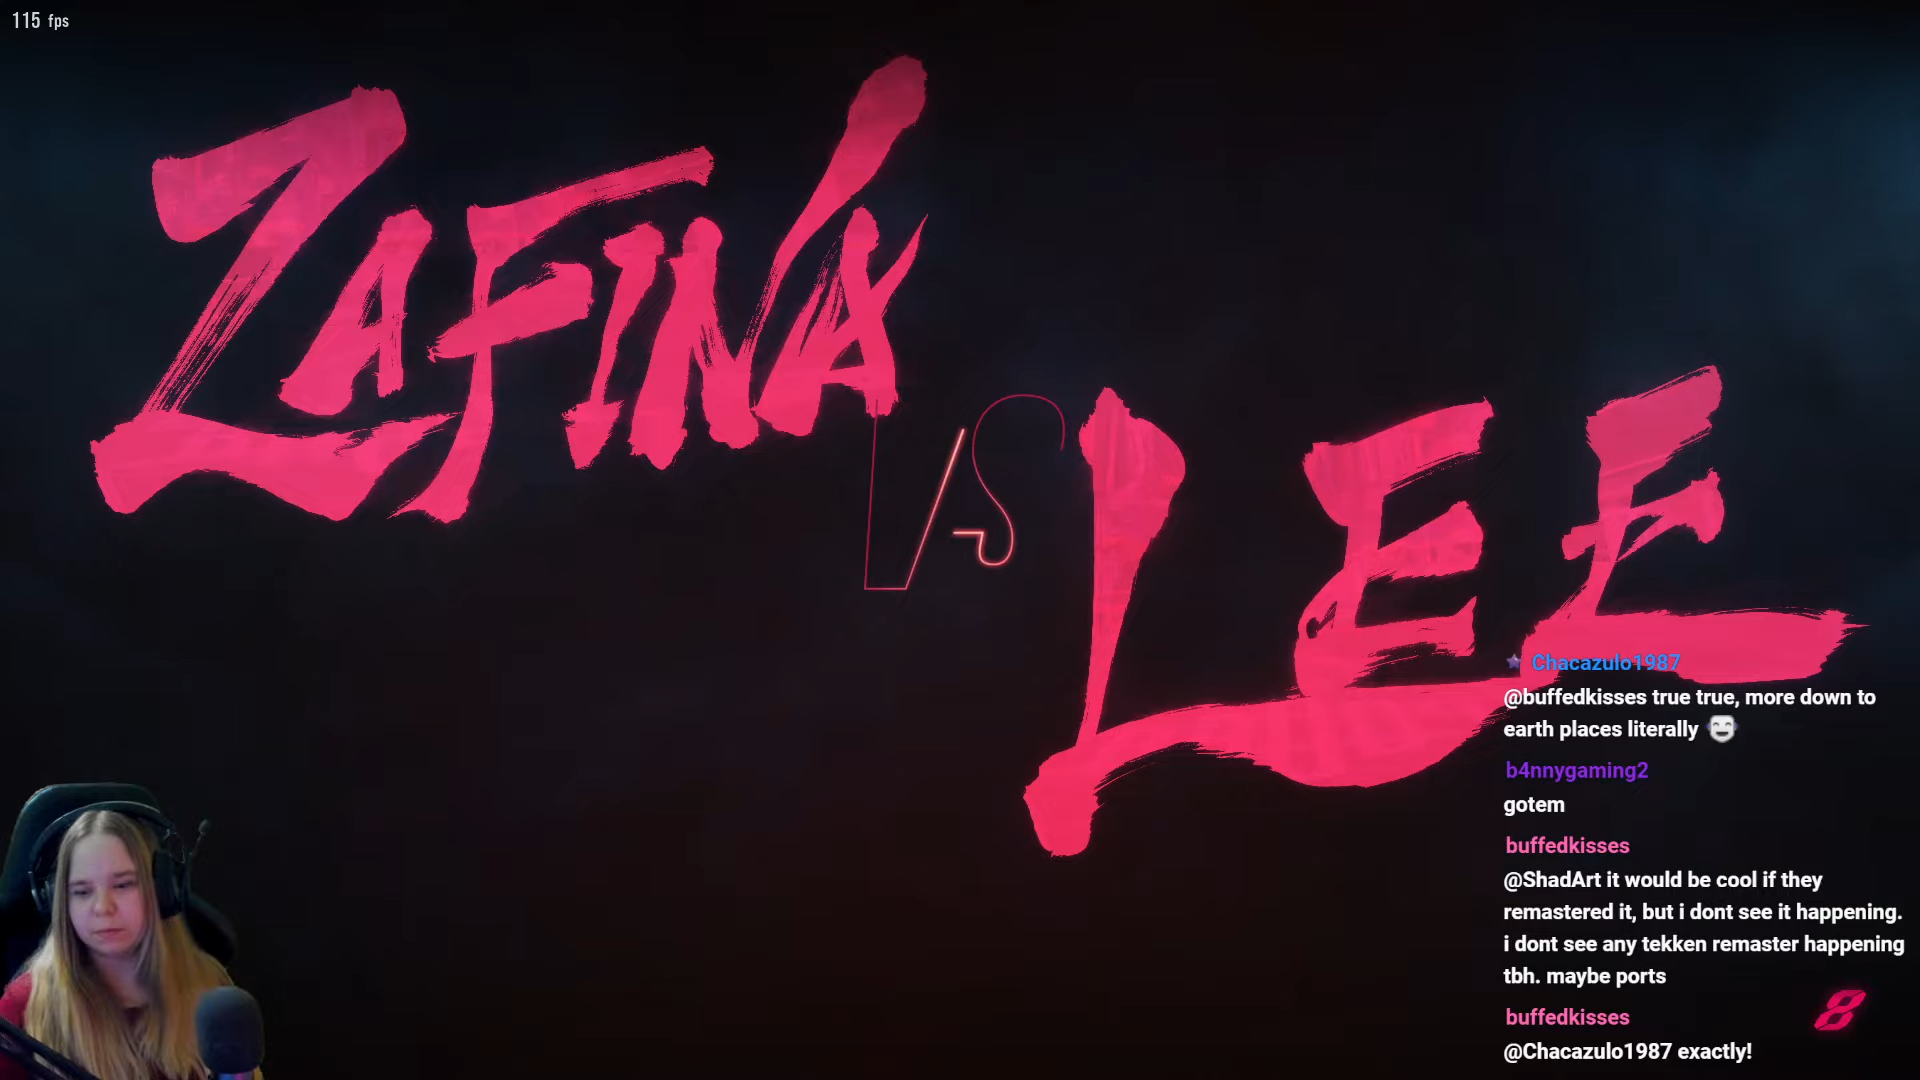 115 fps
ZAFINA
VS
LEE
Chacazulo1987
@buffedkisses true true, more down to
earth places literally
b4nnygaming2
gotem
buffedkisses
@ShadArt it would be cool if they
remastered it, but i dont see it happening.
i dont see any tekken remaster happening
tbh. maybe ports
8
buffedkisses
@Chacazulo1987 exactly!